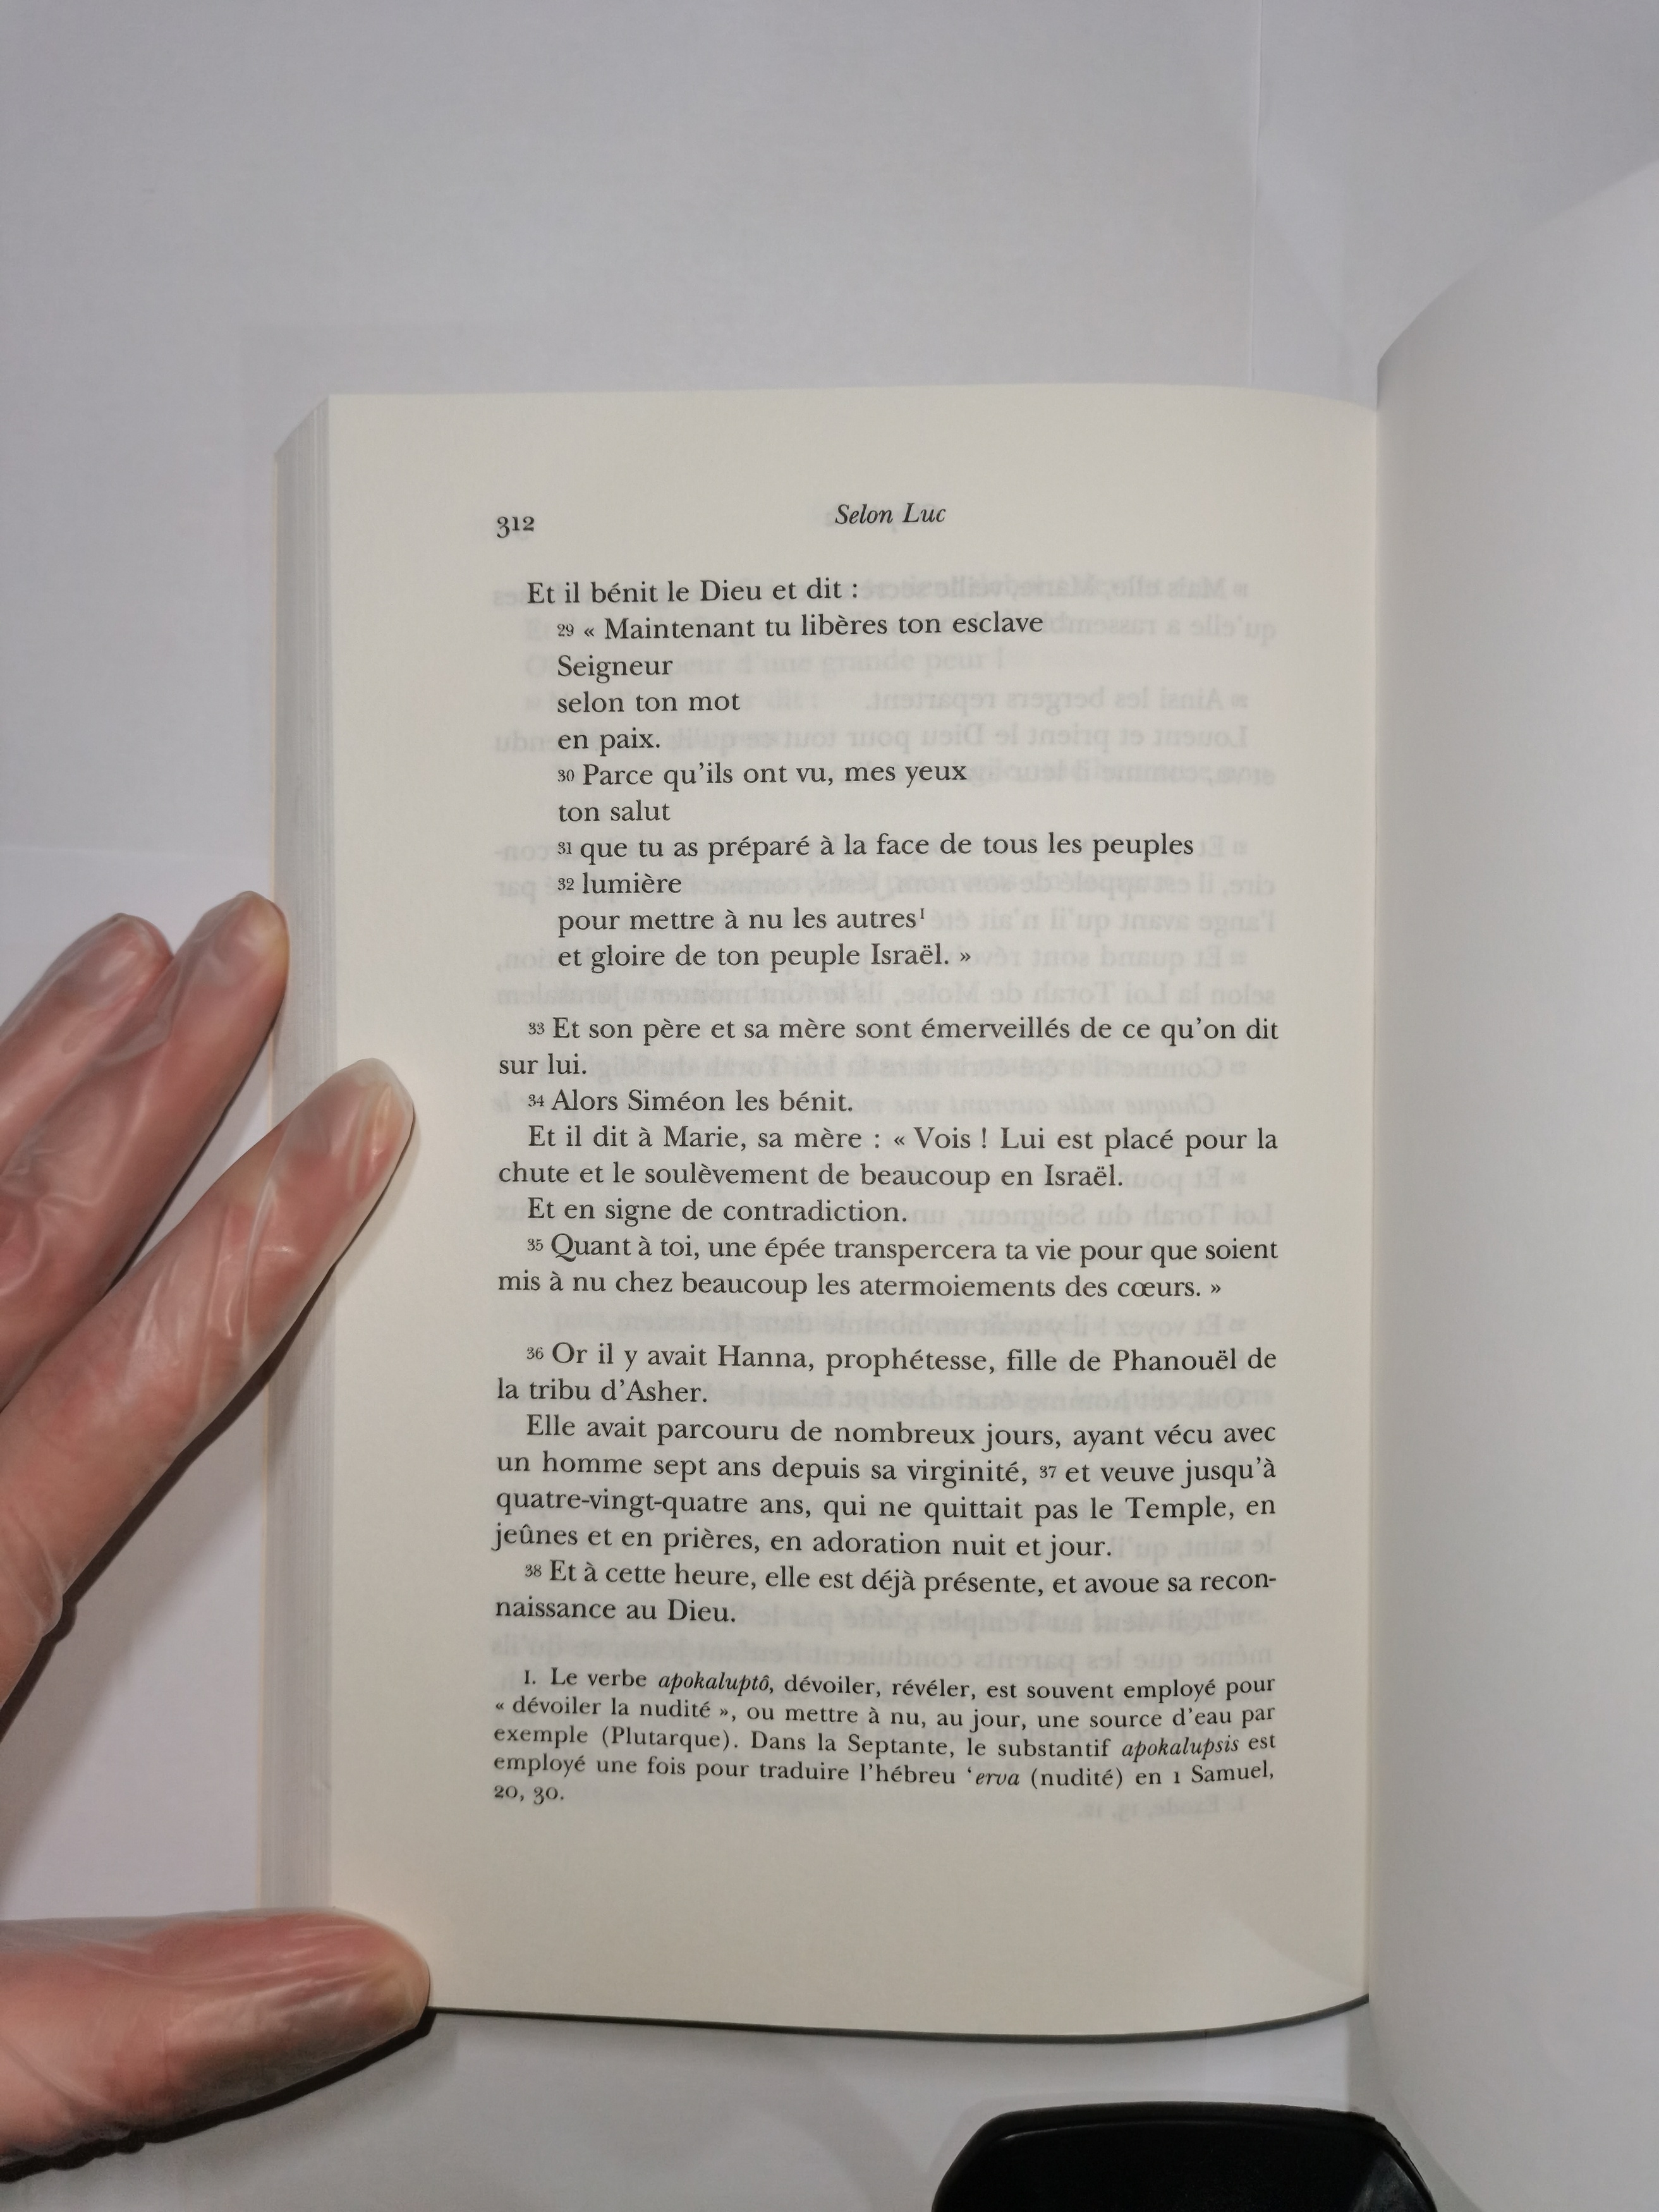 312
Selon Luc
Et il bénit le Dieu et dit :
29 « Maintenant tu libères ton esclave
Seigneur
selon ton mot
en paix.
30 Parce qu'ils ont vu, mes yeux
ton salut
31 que tu as préparé à la face de tous les peuples
32 lumière
pour mettre à nu les autres¹
et gloire de ton peuple Israël. »
33 Et son père et sa mère sont émerveillés de ce qu'on dit
sur lui.
34 Alors Siméon les bénit.
Et il dit à Marie, sa mère : « Vois ! Lui est placé pour la
chute et le soulèvement de beaucoup en Israël.
Et en signe de contradiction.
35 Quant à toi, une épée transpercera ta vie pour que soient
mis à nu chez beaucoup les atermoiements des cœurs. »
36 Or il y avait Hanna, prophétesse, fille de Phanouël de
la tribu d'Asher.
Elle avait parcouru de nombreux jours, ayant vécu avec
un homme sept ans depuis sa virginité, 37 et veuve jusqu'à
quatre-vingt-quatre ans, qui ne quittait pas le Temple, en
jeûnes et en prières, en adoration nuit et jour.
38 Et à cette heure, elle est déjà présente, et avoue sa recon-
naissance au Dieu.
1. Le verbe apokaluptô, dévoiler, révéler, est souvent employé pour
« dévoiler la nudité », ou mettre à nu, au jour, une source d'eau par
exemple (Plutarque). Dans la Septante, le substantif apokalupsis est
employé une fois pour traduire l'hébreu ‘erva (nudité) en 1 Samuel,
20, 30.